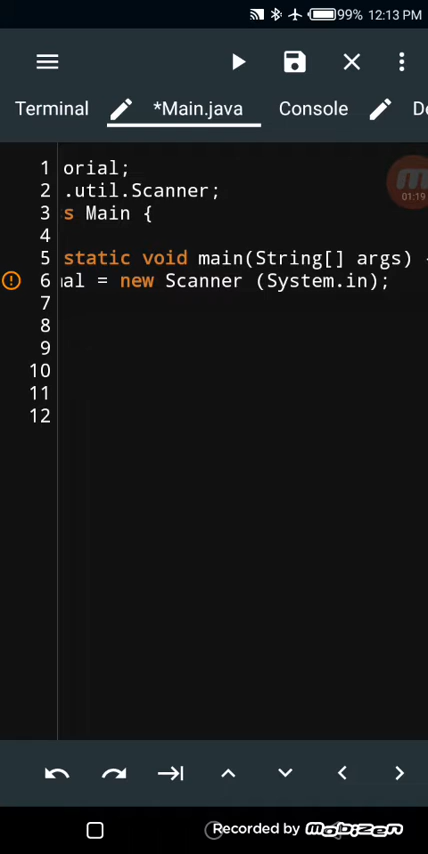 99% 12:13 PM
Terminal *Main.java Console
1 orial;
2 .util.Scanner;
3 s Main {
4
5 static void main(String[] args) {
6 al = new Scanner (System.in);
7
8
9
10
11
12
01:19
Recorded by mobizen